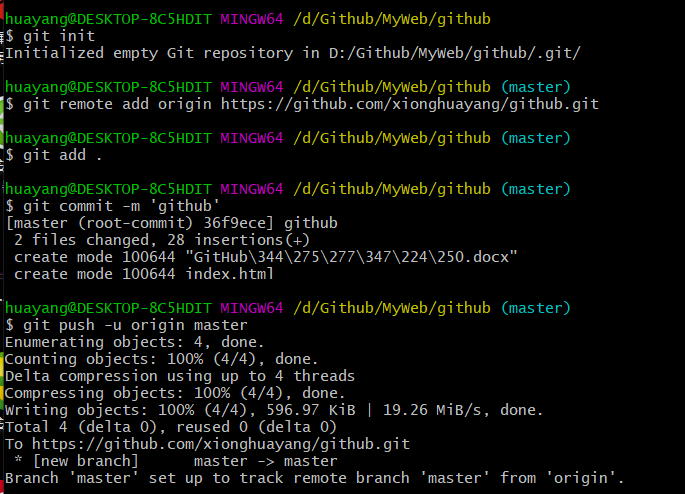 huayang@DESKTOP-8C5HDIT MINGW64 /d/Github/MyWeb/github
$ git init
Initialized empty Git repository in D:/Github/MyWeb/github/.git/
huayang@DESKTOP-8C5HDIT MINGW64 /d/Github/MyWeb/github (master)
$ git remote add origin https://github.com/xionghuayang/github.git
huayang@DESKTOP-8C5HDIT MINGW64 /d/Github/MyWeb/github (master)
$ git add .
huayang@DESKTOP-8C5HDIT MINGW64 /d/Github/MyWeb/github (master)
$ git commit -m 'github'
[master (root-commit) 36f9ece] github
 2 files changed, 28 insertions(+)
 create mode 100644 "GitHub\344\275\277\347\224\250.docx"
 create mode 100644 index.html
huayang@DESKTOP-8C5HDIT MINGW64 /d/Github/MyWeb/github (master)
$ git push -u origin master
Enumerating objects: 4, done.
Counting objects: 100% (4/4), done.
Delta compression using up to 4 threads
Compressing objects: 100% (4/4), done.
Writing objects: 100% (4/4), 596.97 KiB | 19.26 MiB/s, done.
Total 4 (delta 0), reused 0 (delta 0)
To https://github.com/xionghuayang/github.git
 * [new branch]      master -> master
Branch 'master' set up to track remote branch 'master' from 'origin'.